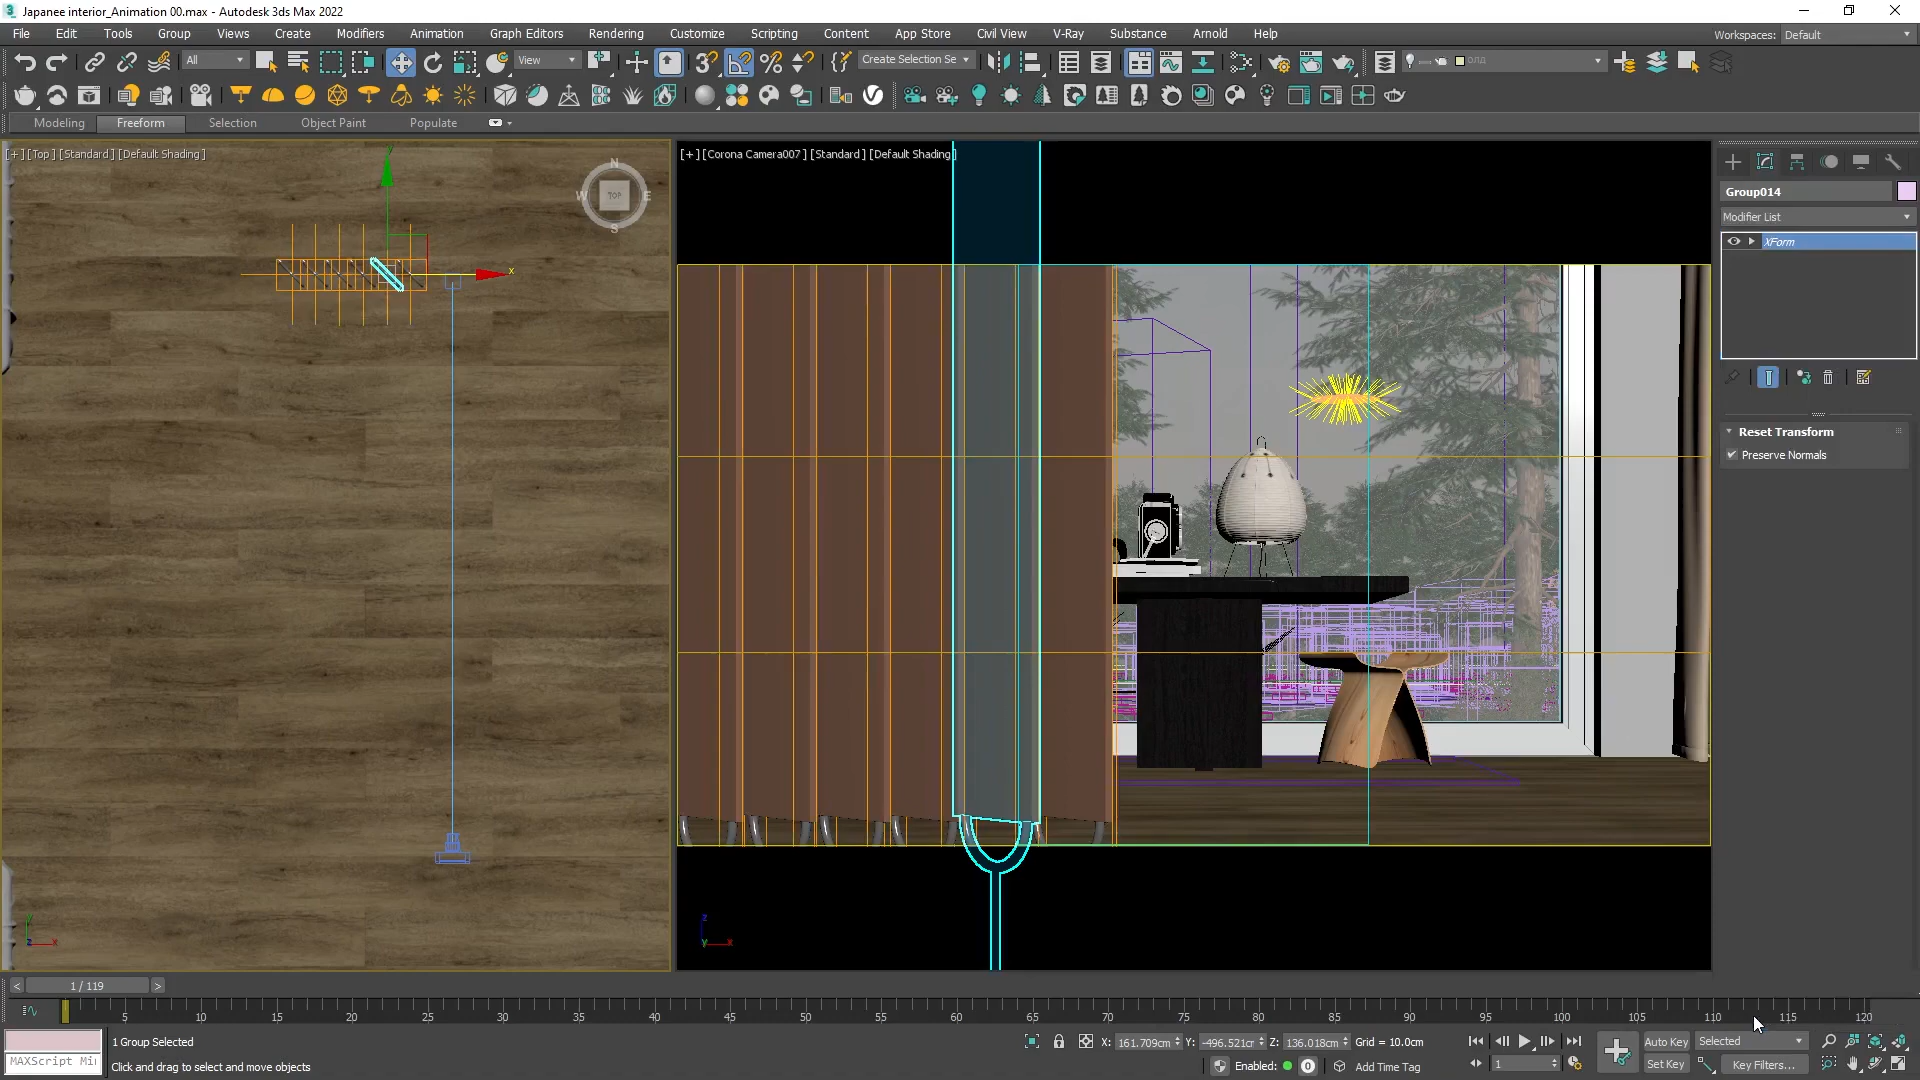 Japanee interior_Animation 00.max - Autodesk 3ds Max 2022
File Edit Tools Group Views Create Modifiers Animation Graph Editors Rendering Customize Scripting Content App Store Civil View V-Ray Substance Arnold Help
Workspaces: Default
All View Create Selection Se
Modeling Freeform Selection Object Paint Populate
[+] [Top] [Standard] [Default Shading]
[+] [Corona Camera007] [Standard] [Default Shading]
N
W TOP E
S
y
x
Group014
Modifier List
XForm
Reset Transform
Preserve Normals
y
z x
z
y x
< 1 / 119 >
5 10 15 20 25 30 35 40 45 50 55 60 65 70 75 80 85 90 95 100 105 110 115 120
1 Group Selected
X: 161.709cm Y: -496.521cr Z: 136.018cm Grid = 10.0cm
Auto Key Selected
MAXScript Mi
Click and drag to select and move objects
Enabled: 0 Add Time Tag
1
Set Key Key Filters...